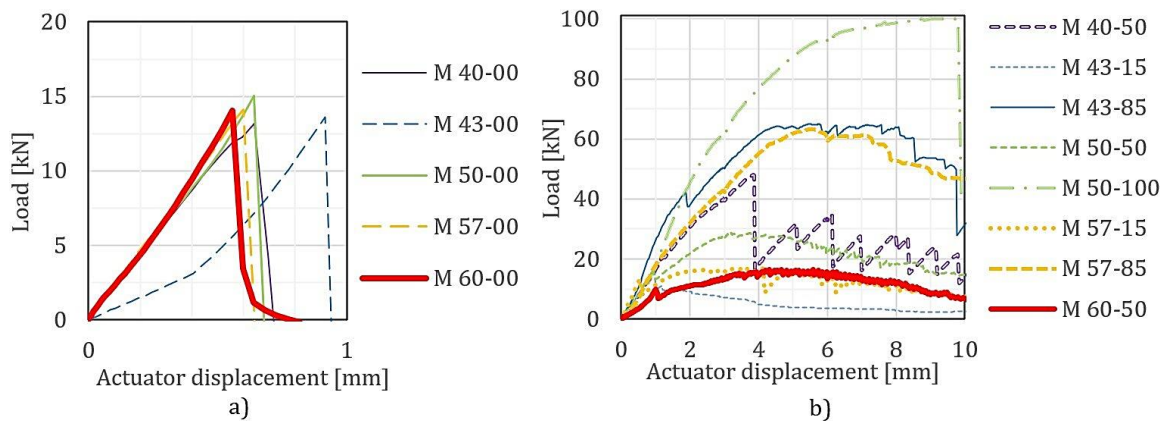 20
15
10
5
0
0
1
Load [kN]
Actuator displacement [mm]
a)
M 40-00
M 43-00
M 50-00
M 57-00
M 60-00
100
80
60
40
20
0
0
2
4
6
8
10
Load [kN]
Actuator displacement [mm]
b)
M 40-50
M 43-15
M 43-85
M 50-50
M 50-100
M 57-15
M 57-85
M 60-50